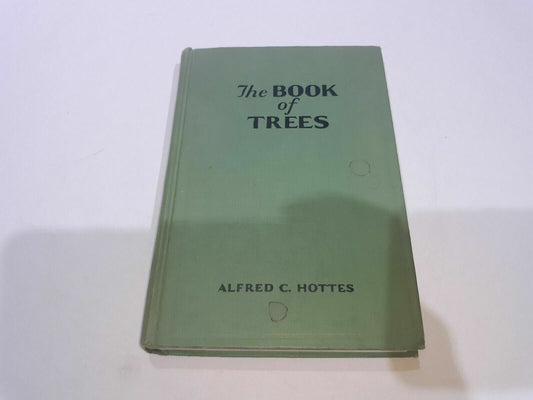 The BOOK
of
TREES
ALFRED C. HOTTES